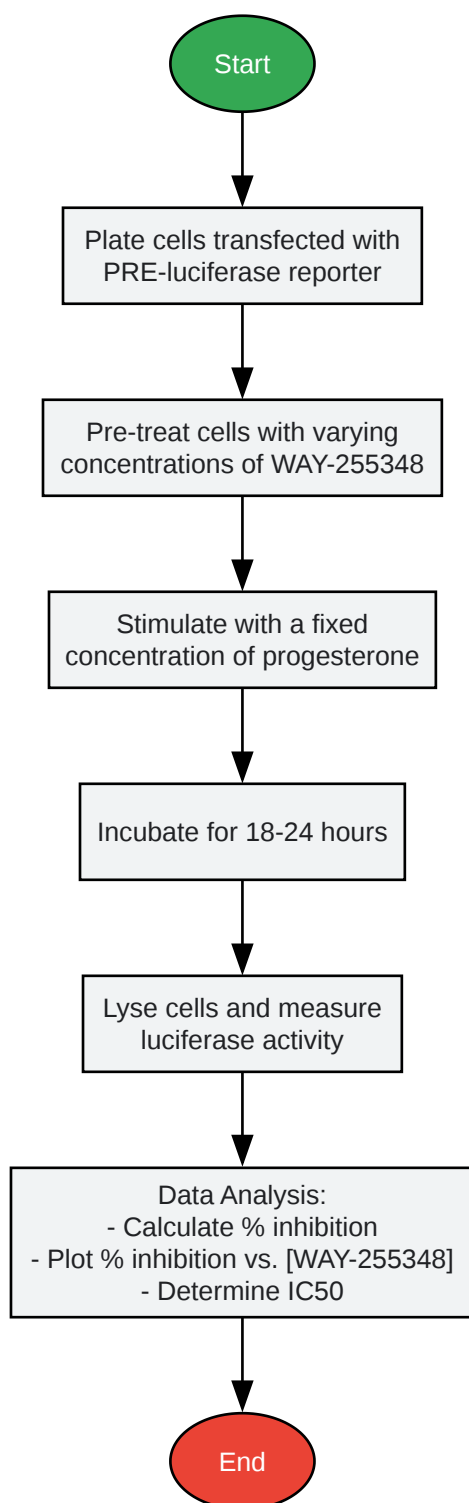 Start
Plate cells transfected with
PRE-luciferase reporter
Pre-treat cells with varying
concentrations of WAY-255348
Stimulate with a fixed
concentration of progesterone
Incubate for 18-24 hours
Lyse cells and measure
luciferase activity
Data Analysis:
- Calculate % inhibition
- Plot % inhibition vs. [WAY-255348]
- Determine IC50
End